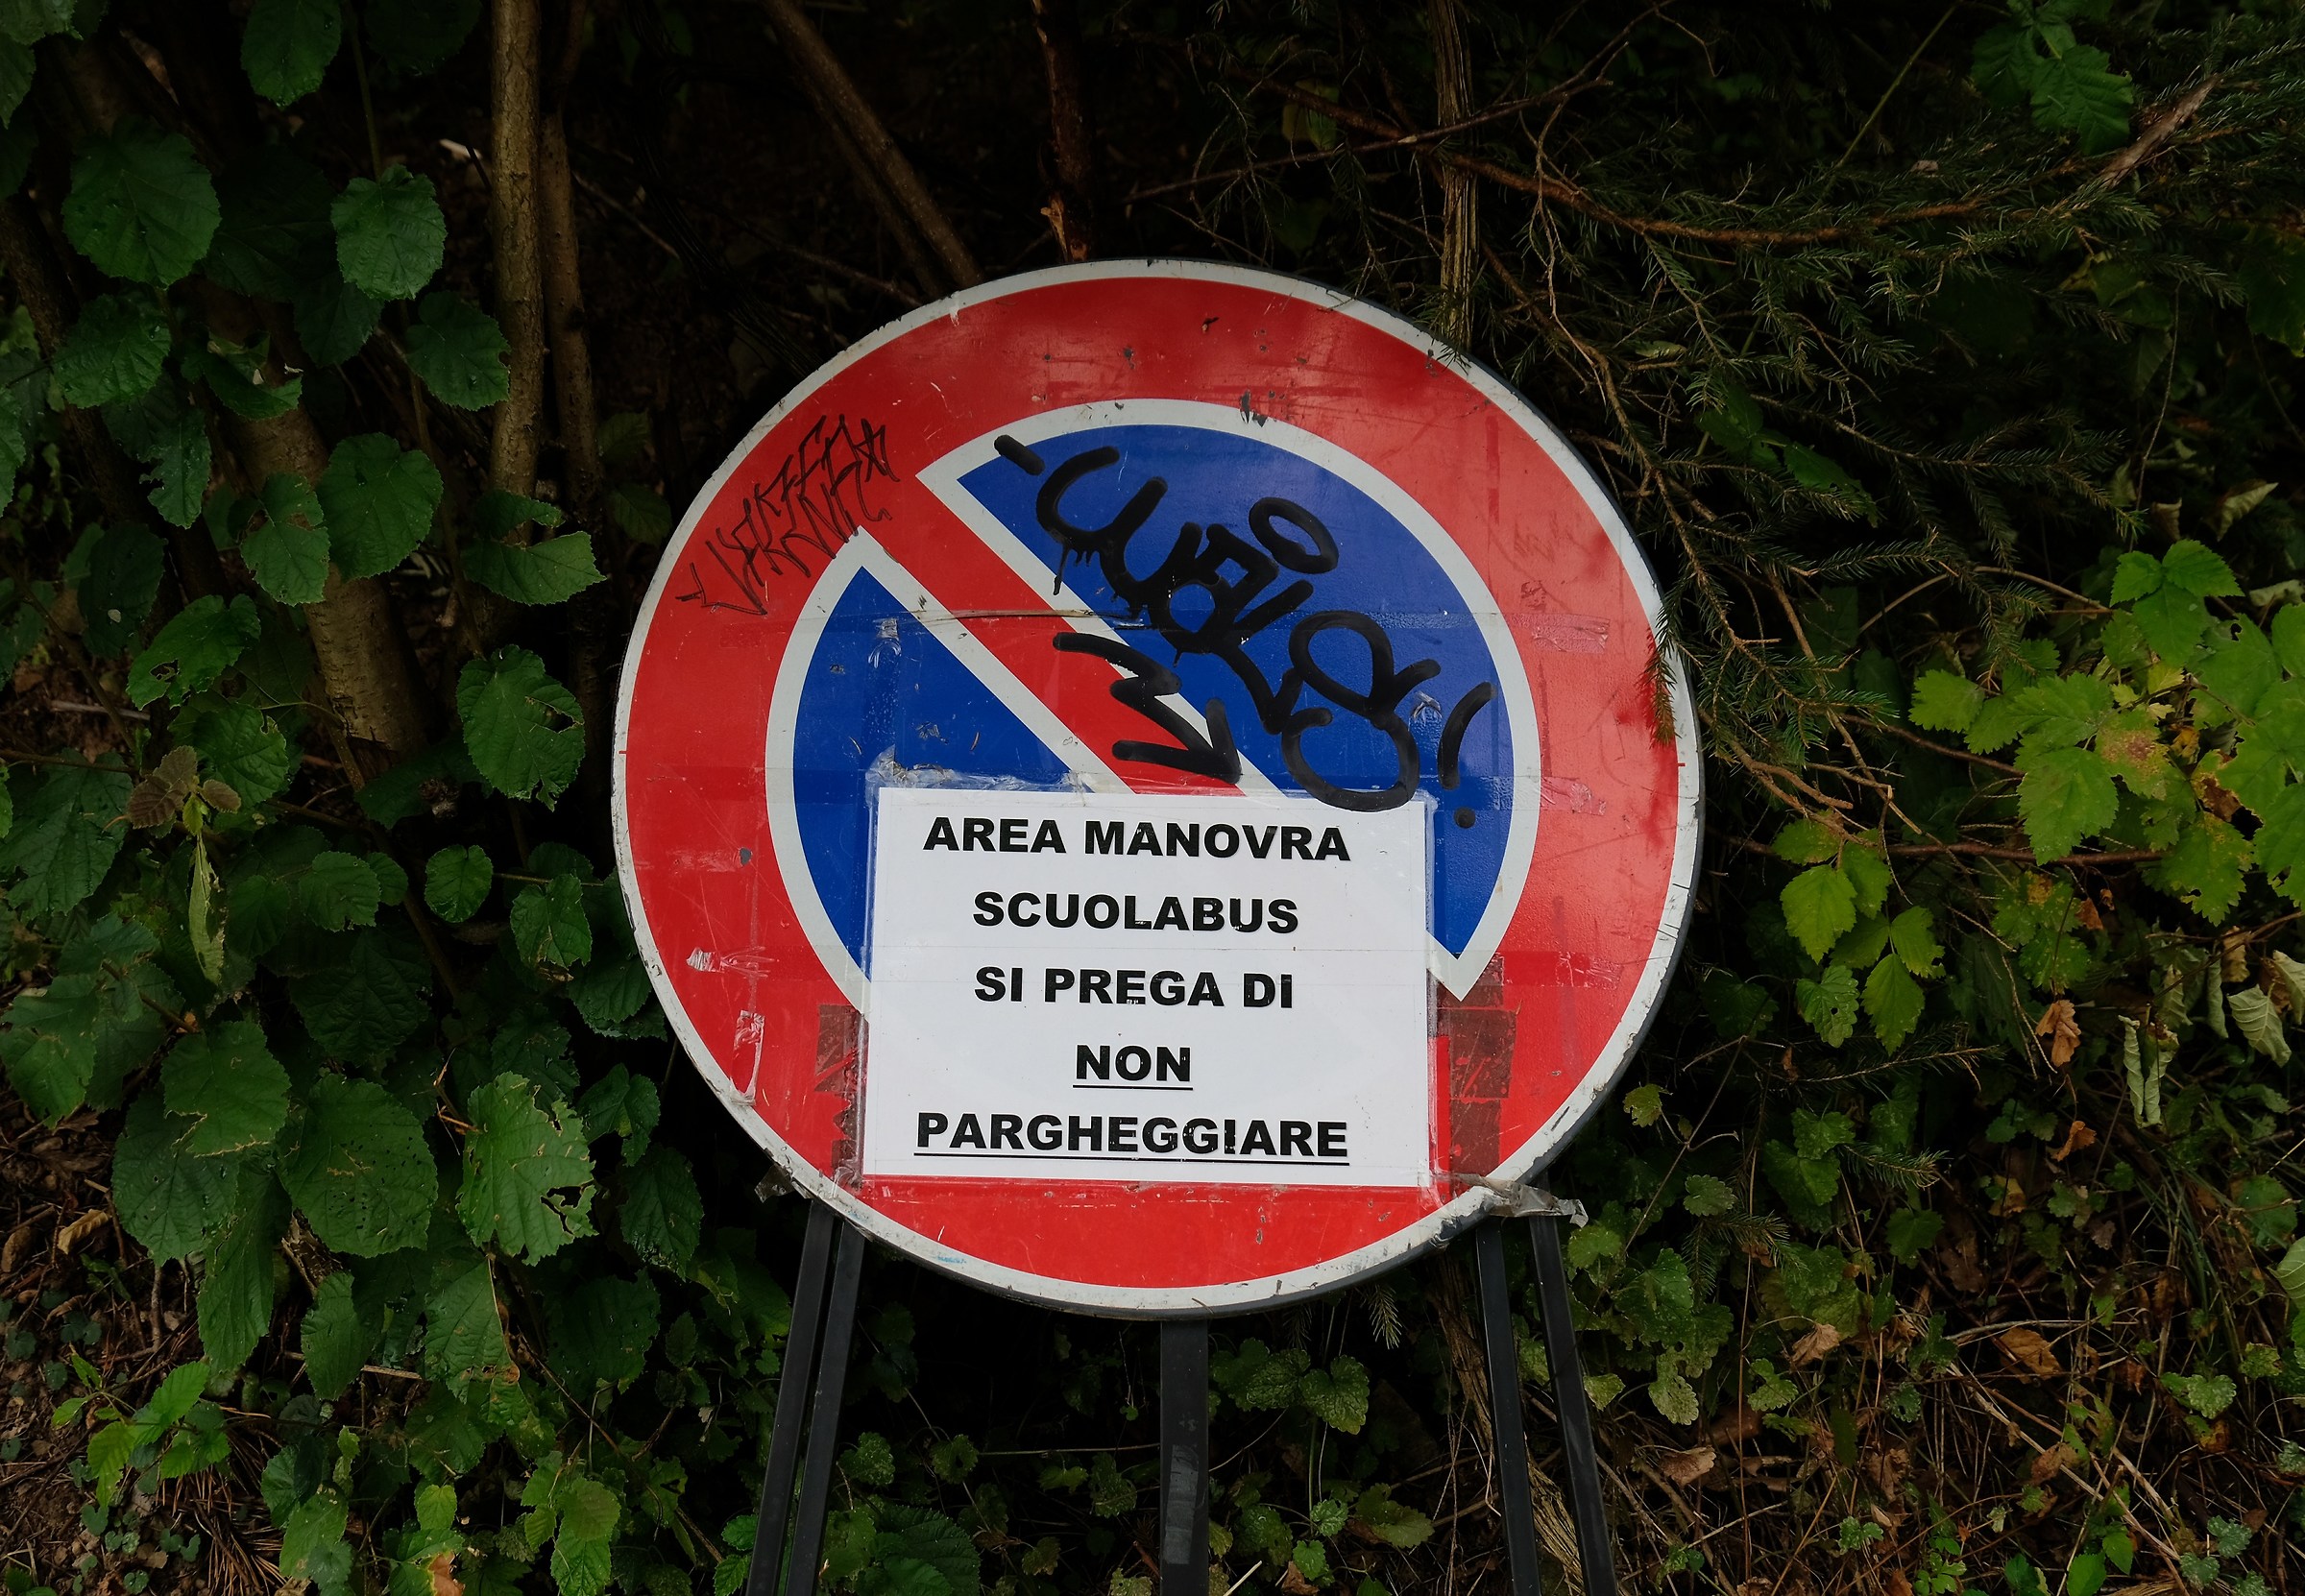 AREA MANOVRA
SCUOLABUS
SI PREGA DI
NON
PARGHEGGIARE